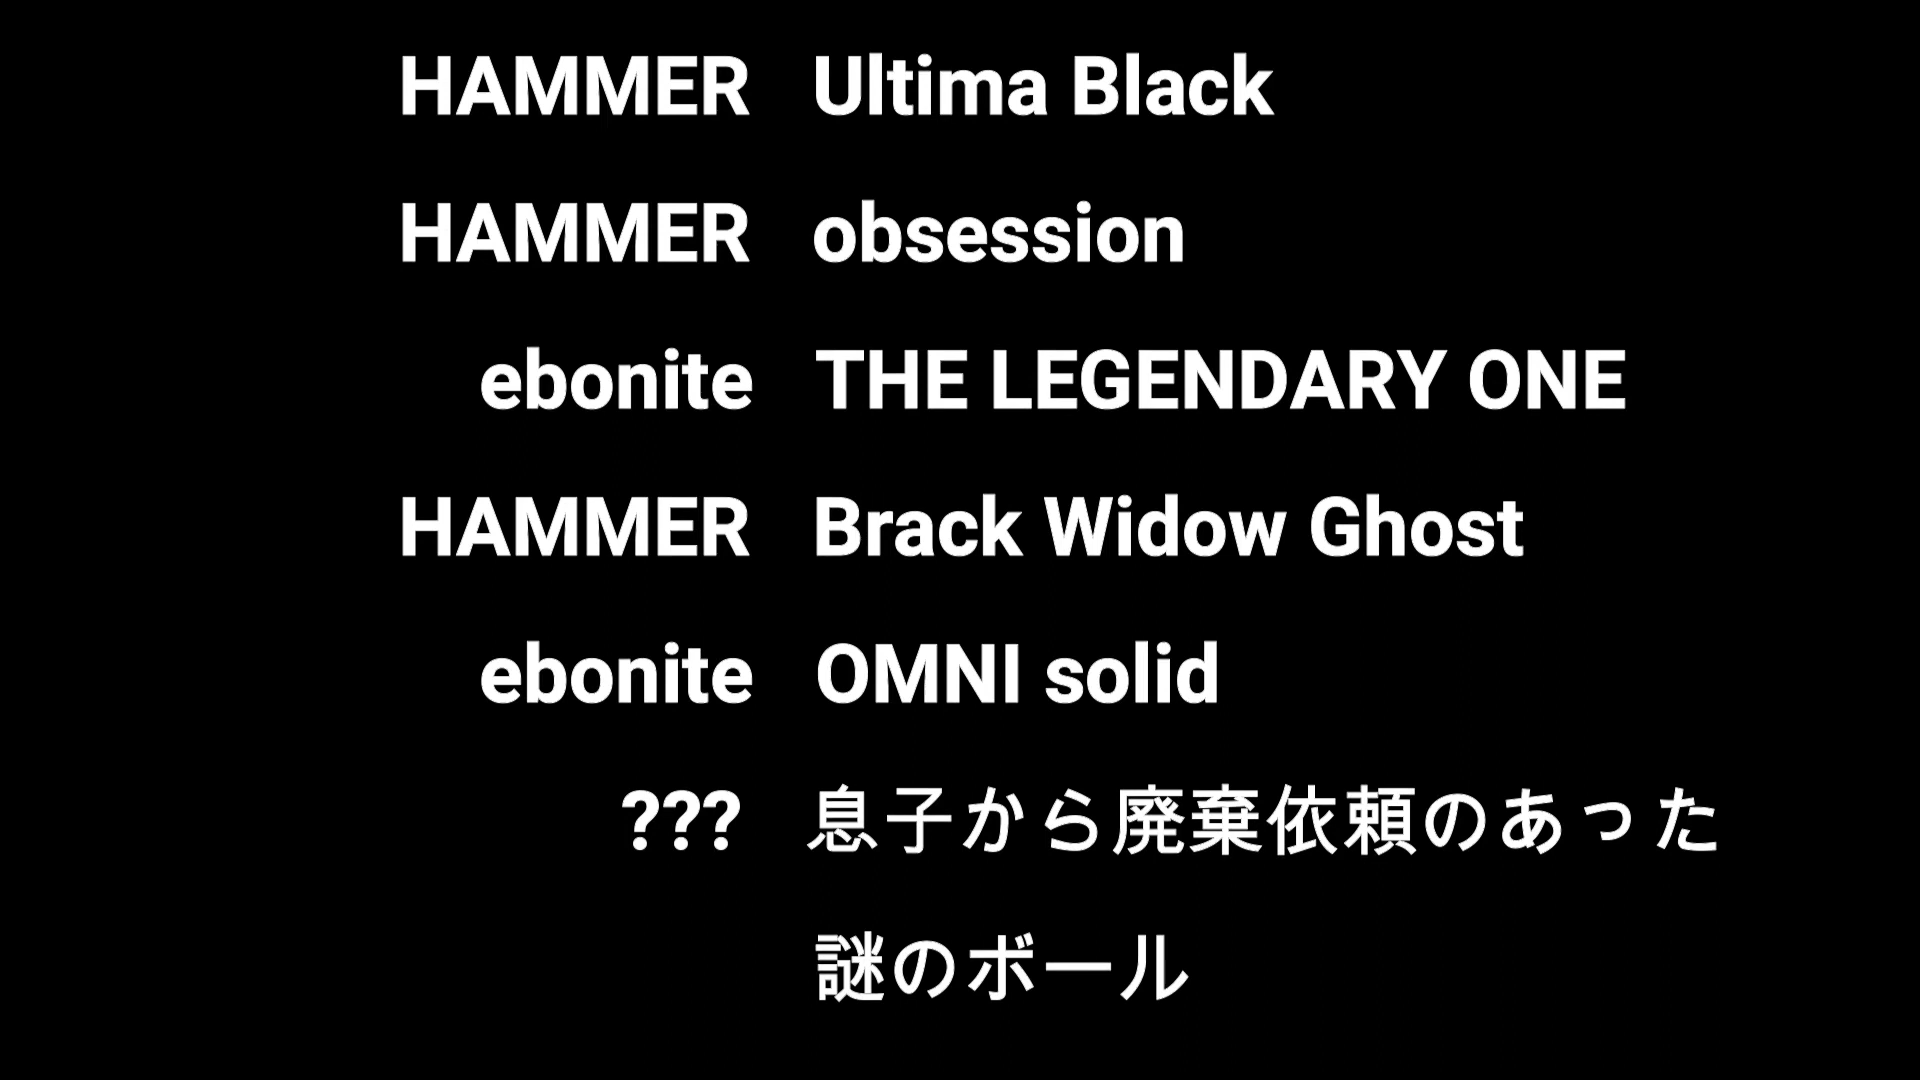 HAMMER Ultima Black
HAMMER obsession
ebonite THE LEGENDARY ONE
HAMMER Brack Widow Ghost
ebonite OMNI solid
??? 息子から廃棄依頼のあった
謎のボール